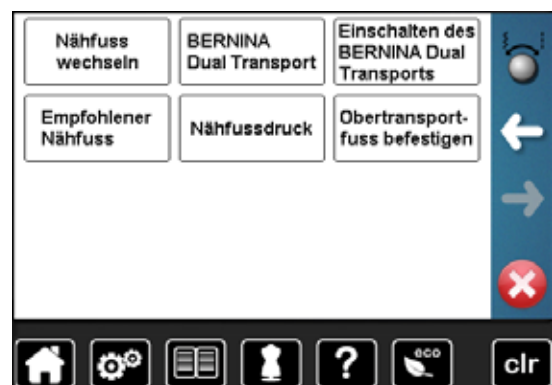 Nähfuss
wechseln
BERNINA
Dual Transport
Einschalten des
BERNINA Dual
Transports
Empfohlener
Nähfuss
Nähfussdruck
Obertransport-
fuss befestigen
?
eco
clr